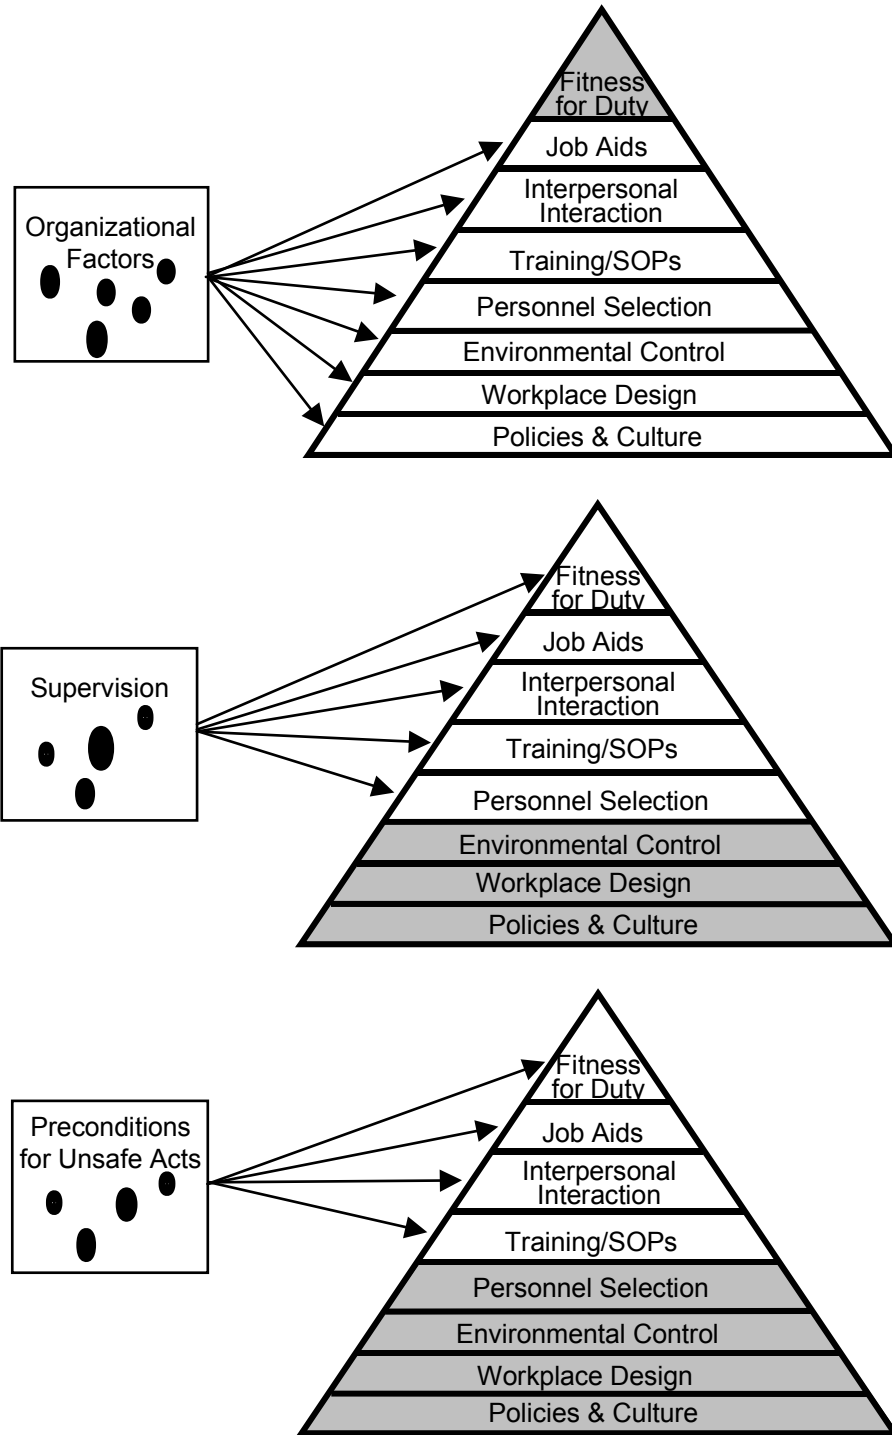 Fitness
for Duty
Job Aids
Interpersonal
Interaction
Training/SOPs
Personnel Selection
Environmental Control
Workplace Design
Policies & Culture
Organizational
Factors
Fitness
for Duty
Job Aids
Interpersonal
Interaction
Training/SOPs
Personnel Selection
Environmental Control
Workplace Design
Policies & Culture
Supervision
Fitness
for Duty
Job Aids
Interpersonal
Interaction
Training/SOPs
Personnel Selection
Environmental Control
Workplace Design
Policies & Culture
Preconditions
for Unsafe Acts